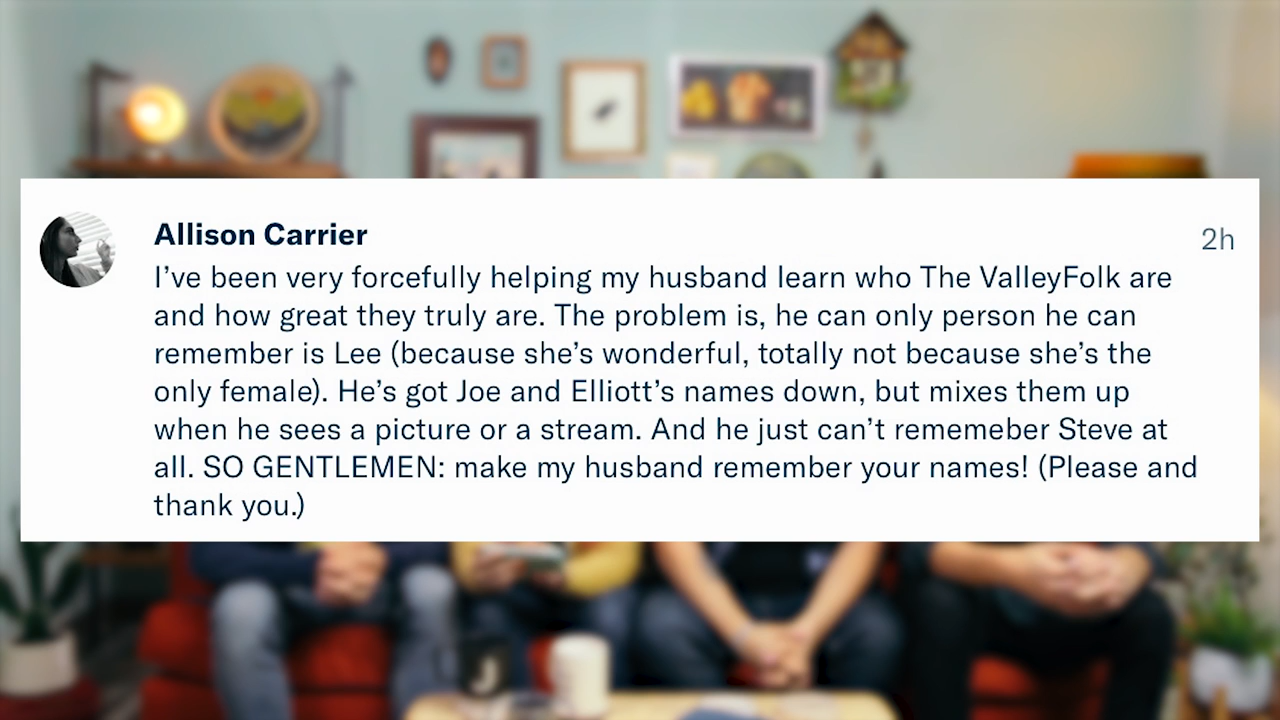 Allison Carrier
2h
I’ve been very forcefully helping my husband learn who The ValleyFolk are
and how great they truly are. The problem is, he can only person he can
remember is Lee (because she’s wonderful, totally not because she’s the
only female). He’s got Joe and Elliott’s names down, but mixes them up
when he sees a picture or a stream. And he just can’t rememeber Steve at
all. SO GENTLEMEN: make my husband remember your names! (Please and
thank you.)